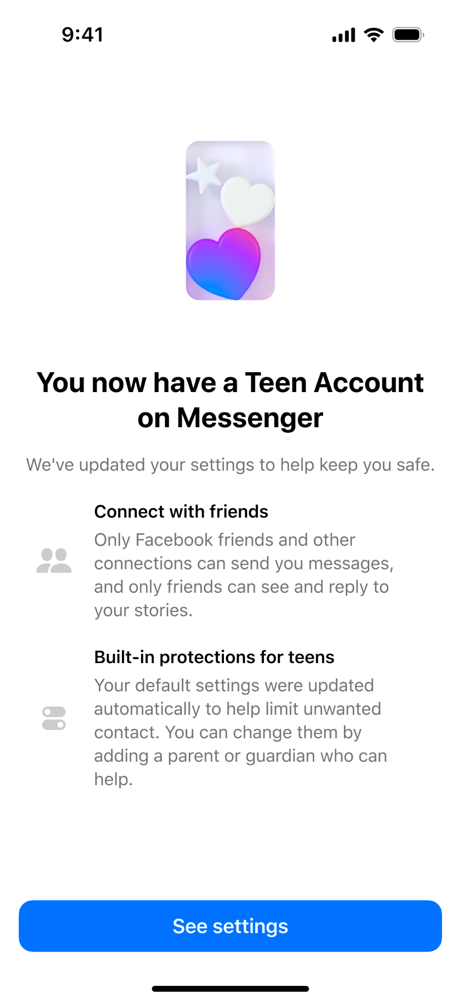 9:41
You now have a Teen Account
on Messenger
We've updated your settings to help keep you safe.
Connect with friends
Only Facebook friends and other
connections can send you messages,
and only friends can see and reply to
your stories.
Built-in protections for teens
Your default settings were updated
automatically to help limit unwanted
contact. You can change them by
adding a parent or guardian who can
help.
See settings